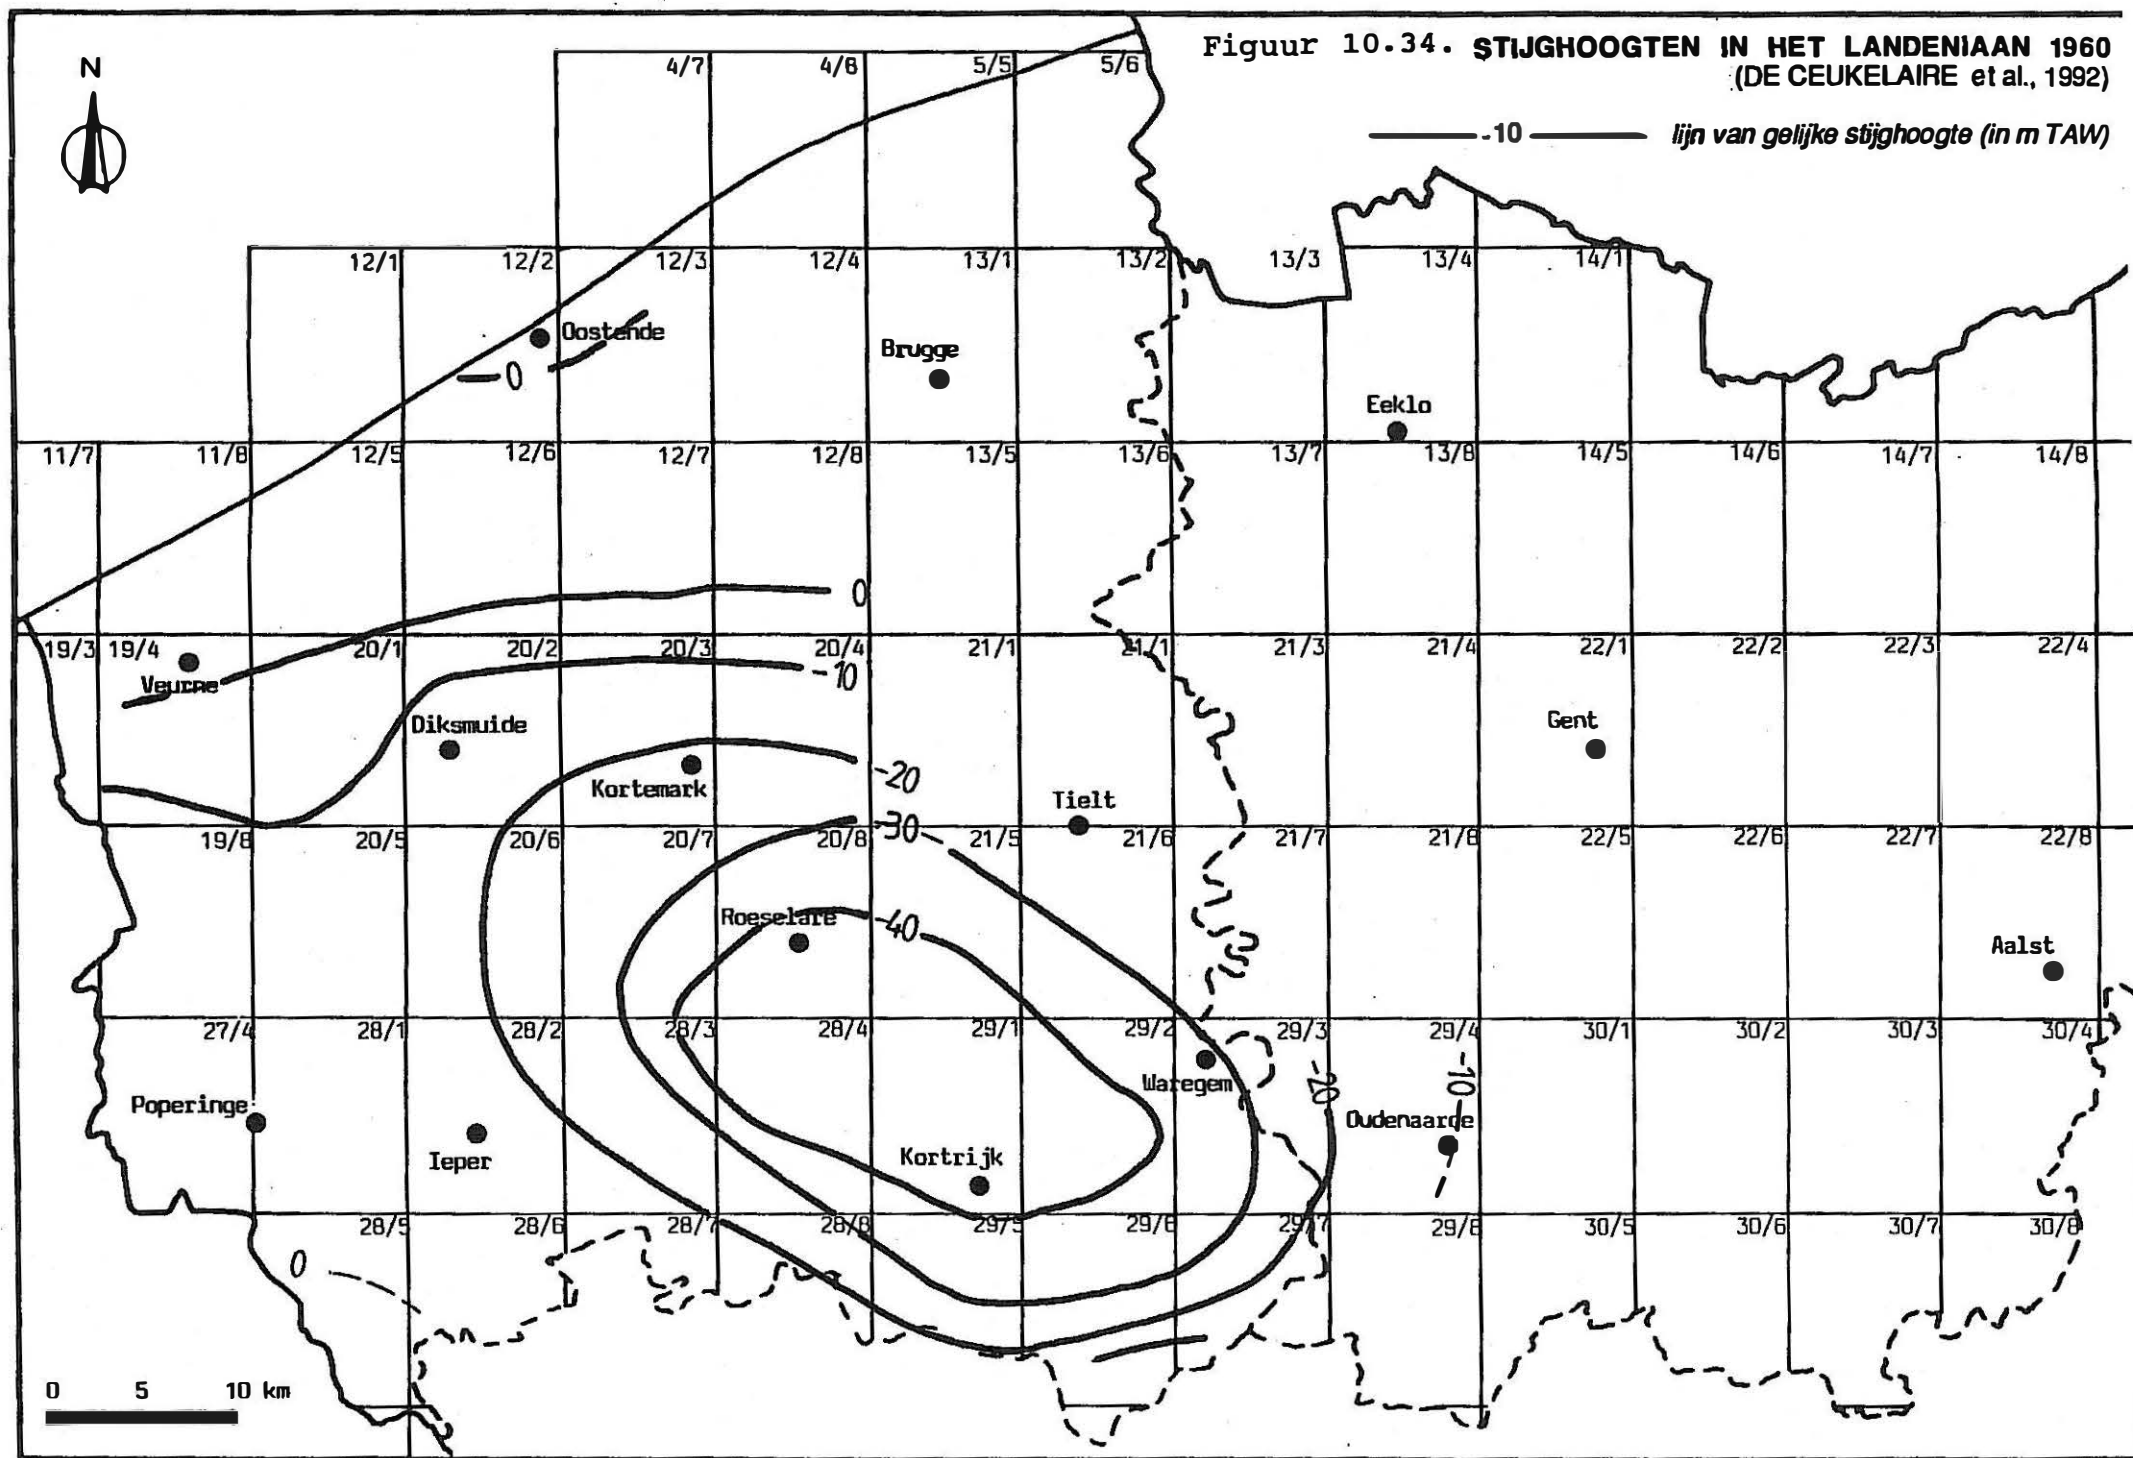 Figuur 10.34. STIJGHOOGTEN IN HET LANDENIAAN 1960
(DE CEUKELAIRE et al., 1992)
-10 lijn van gelijke stijghoogte (in m TAW)
N
4/7 4/8 5/5 5/6
12/1 12/2 12/3 12/4 13/1 13/2 13/3 13/4 14/1
Oostende
Brugge
0
Eeklo
11/7 11/8 12/5 12/6 12/7 12/8 13/5 13/6 13/7 13/8 14/5 14/6 14/7 14/8
0
19/3 19/4 20/1 20/2 20/3 20/4 21/1 21/1 21/3 21/4 22/1 22/2 22/3 22/4
-10
Veurne
Diksmuide
Gent
-20
Kortemark
Tielt
-30
19/8 20/5 20/6 20/7 20/8 21/5 21/6 21/7 21/8 22/5 22/6 22/7 22/8
Roeselare
-40
Aalst
27/4 28/1 28/2 28/3 28/4 29/1 29/2 29/3 29/4 30/1 30/2 30/3 30/4
-20
-10
Waregem
Poperinge
Oudenaarde
Ieper
Kortrijk
28/5 28/6 28/7 28/8 29/5 29/6 29/7 29/8 30/5 30/6 30/7 30/8
0
0 5 10 km